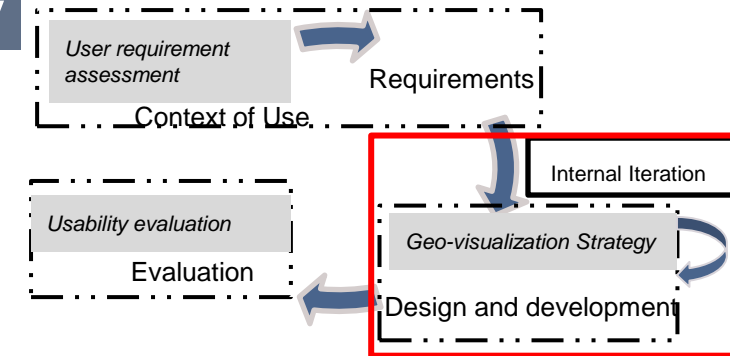 User requirement
assessment
Requirements
Context of Use
Internal Iteration
Usability evaluation
Geo-visualization Strategy
Evaluation
Design and development